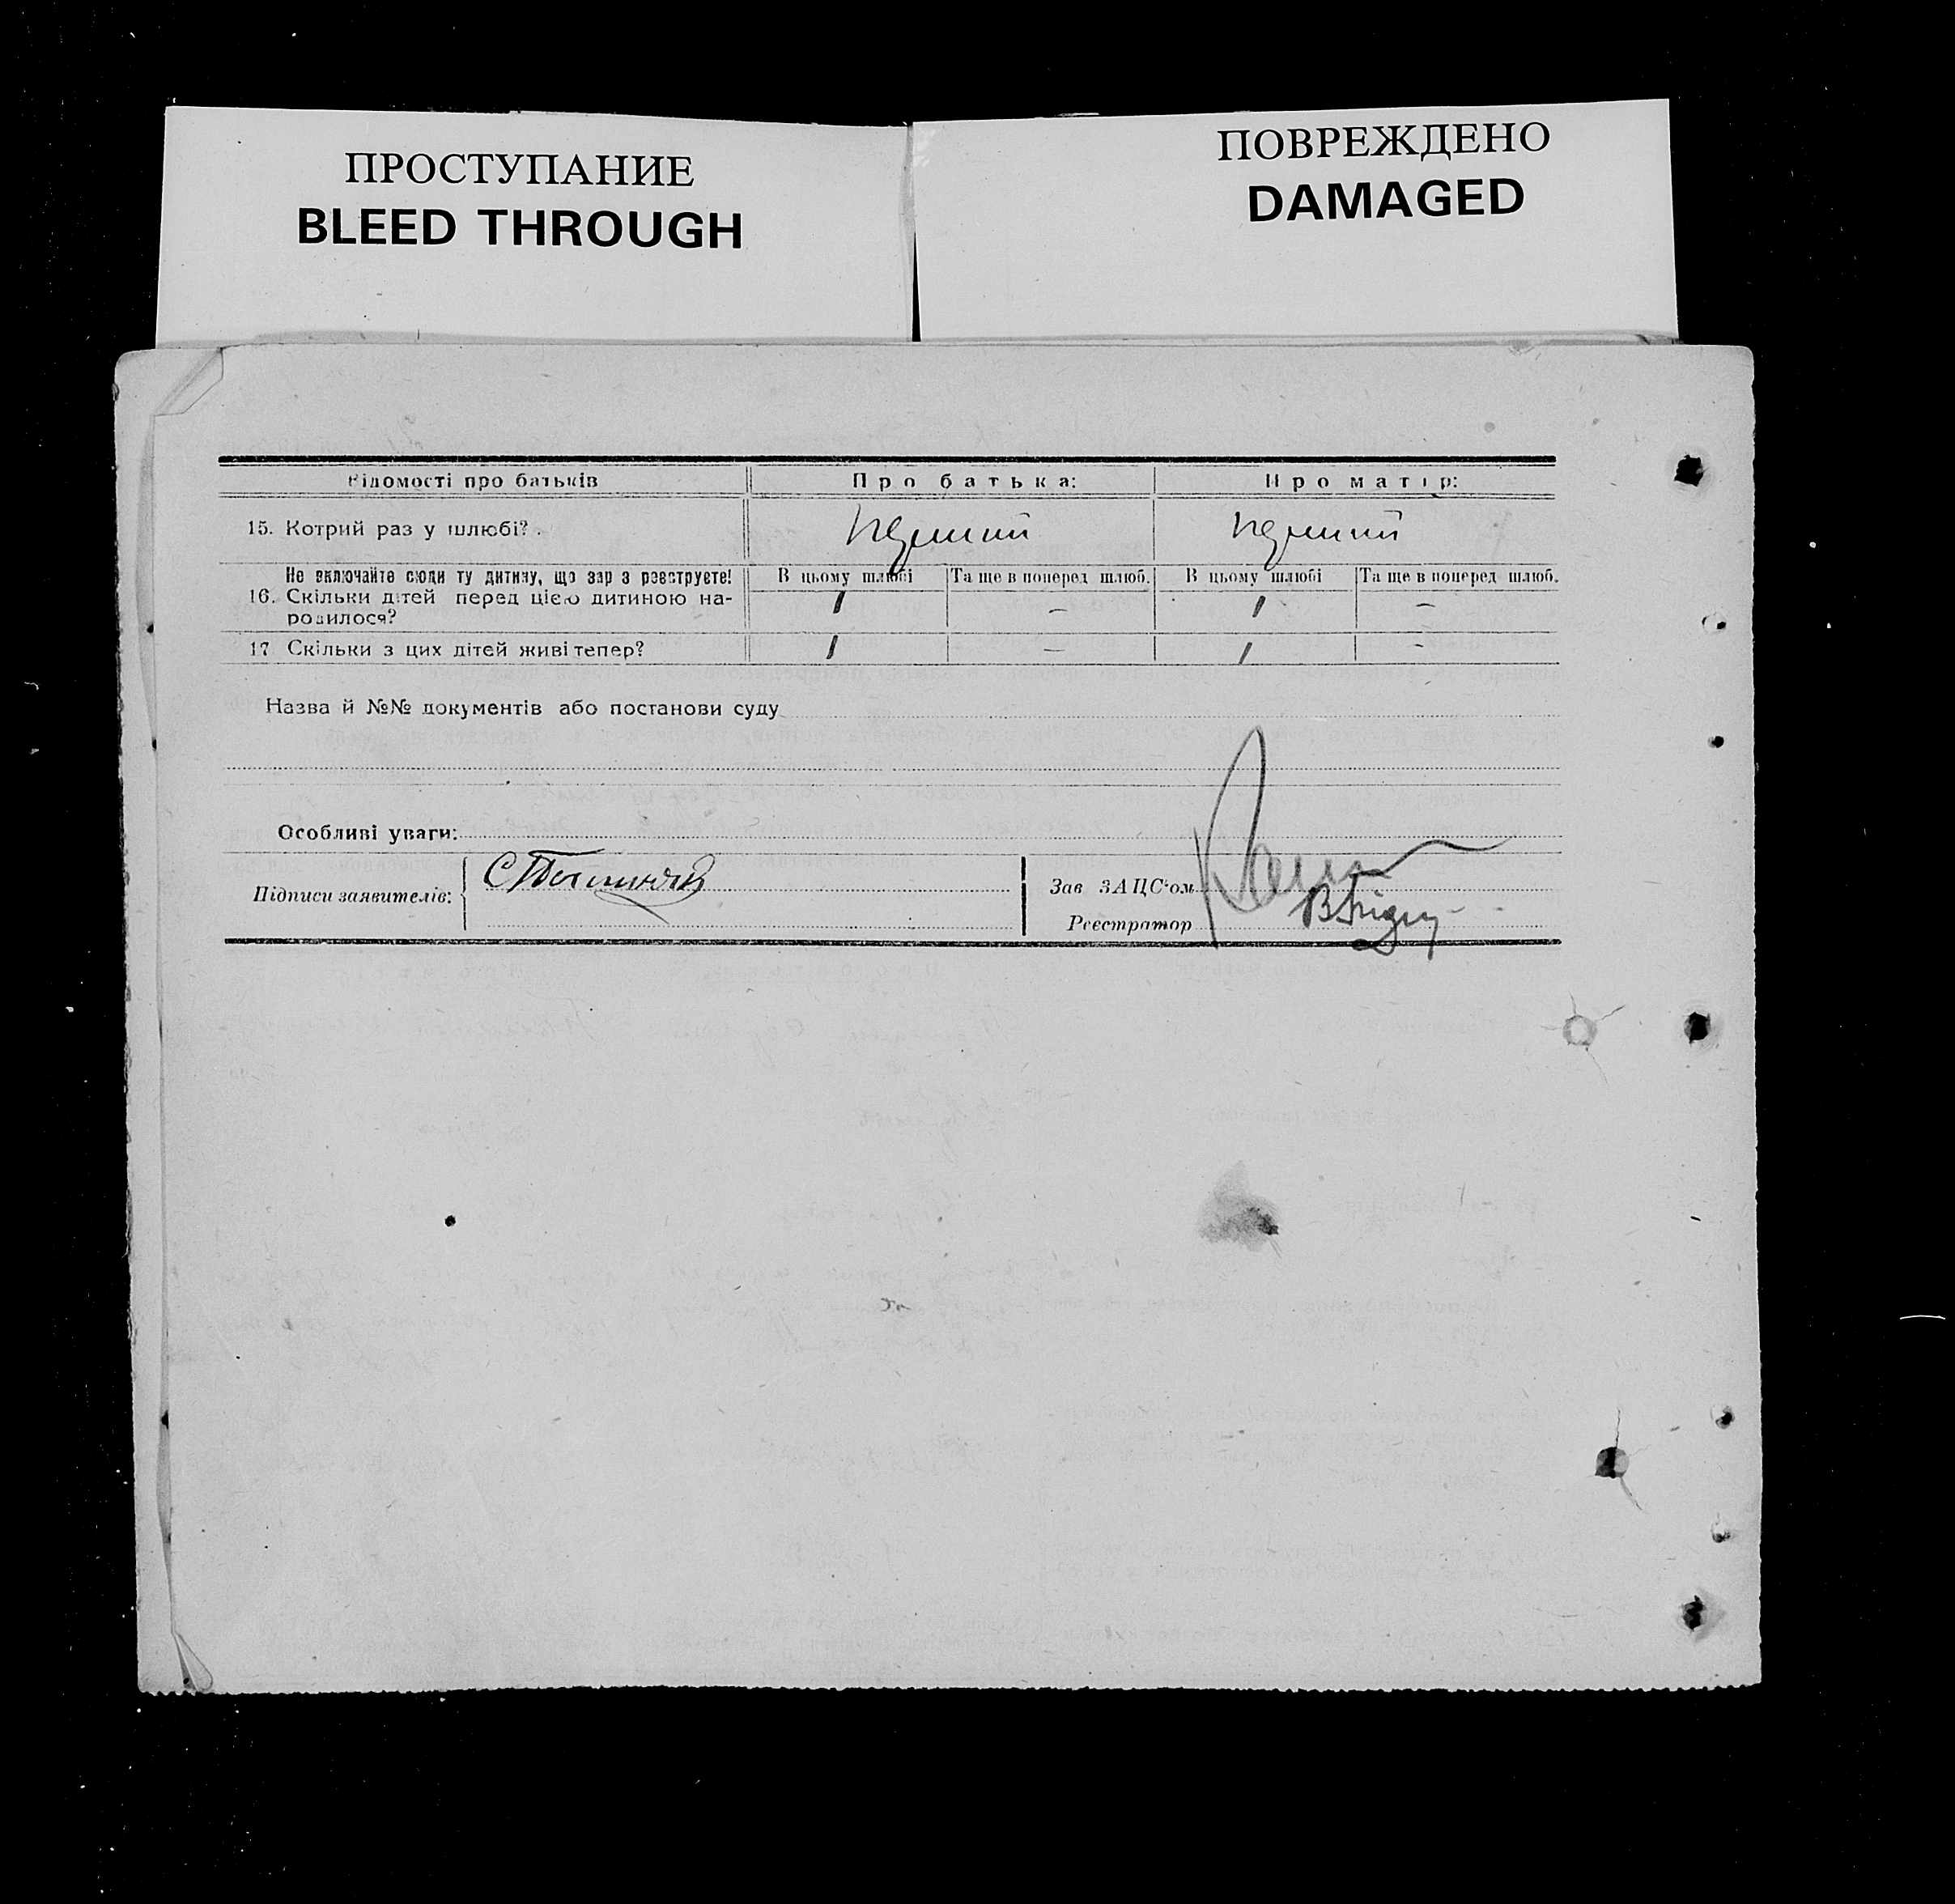 ПРОСТУПАНИЕ
BLEED THROUGH
ПОВРЕЖДЕНО
DAMAGED
Відомості про батьків Про батька: Про матір:
15. Котрий раз у шлюбі? . перший перший
Не включайте сюди ту дитину, що зараз реєструєте! В цьому шлюбі Та ще в поперед шлюб. В цьому шлюбі Та ще в поперед шлюб.
16. Скільки дітей перед цією дитиною на-
родилося? 1 – 1 –
17 Скільки з цих дітей живі тепер? 1 – 1 -
Назва й №№ документів або постанови суду
Особливі уваги:
Підписи заявителів:
Зав ЗАЦС'ом
Реєстратор